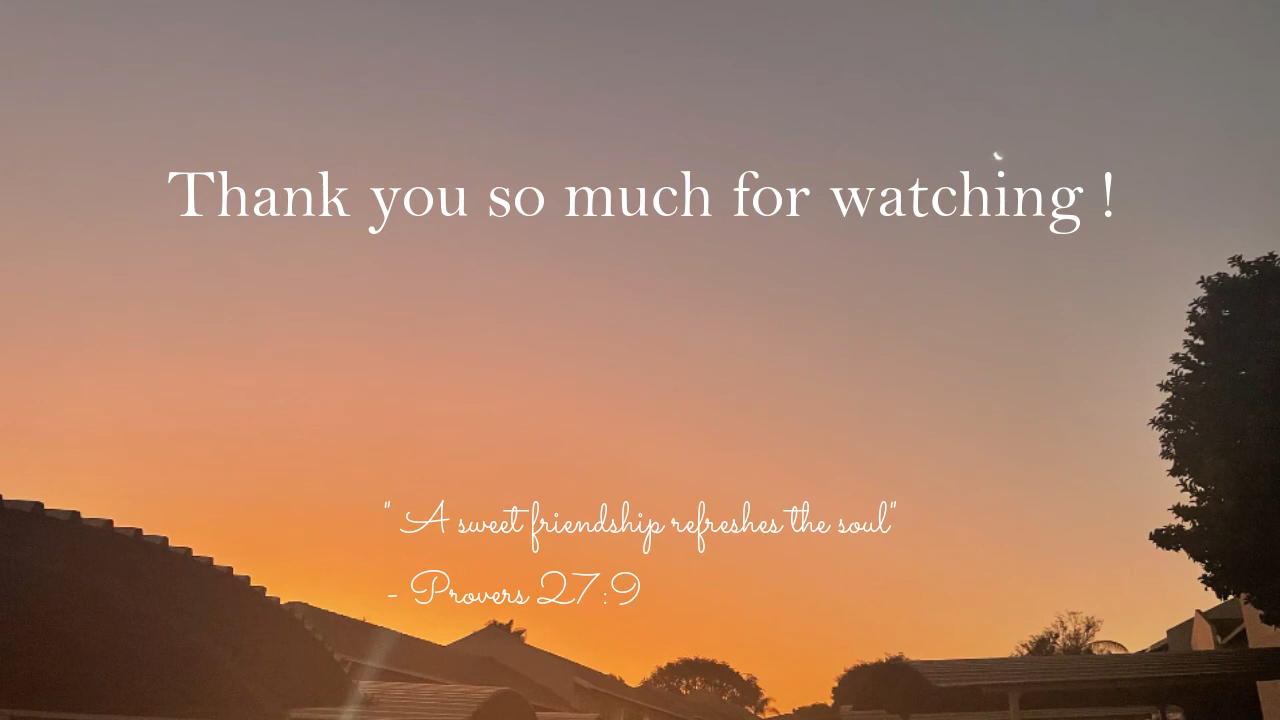 Thank you so much for watching !
" A sweet friendship refreshes the soul"
- Provers 27:9